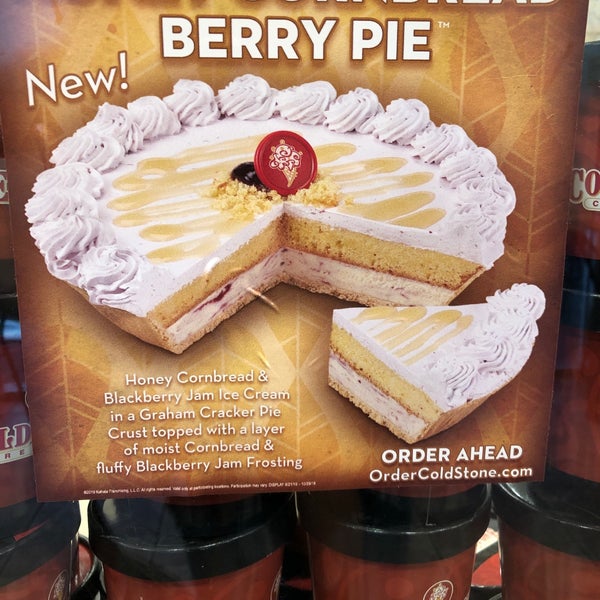 CORNBREAD
BERRY PIE™
New!
Honey Cornbread &
Blackberry Jam Ice Cream
in a Graham Cracker Pie
Crust topped with a layer
of moist Cornbread &
fluffy Blackberry Jam Frosting
ORDER AHEAD
OrderColdStone.com